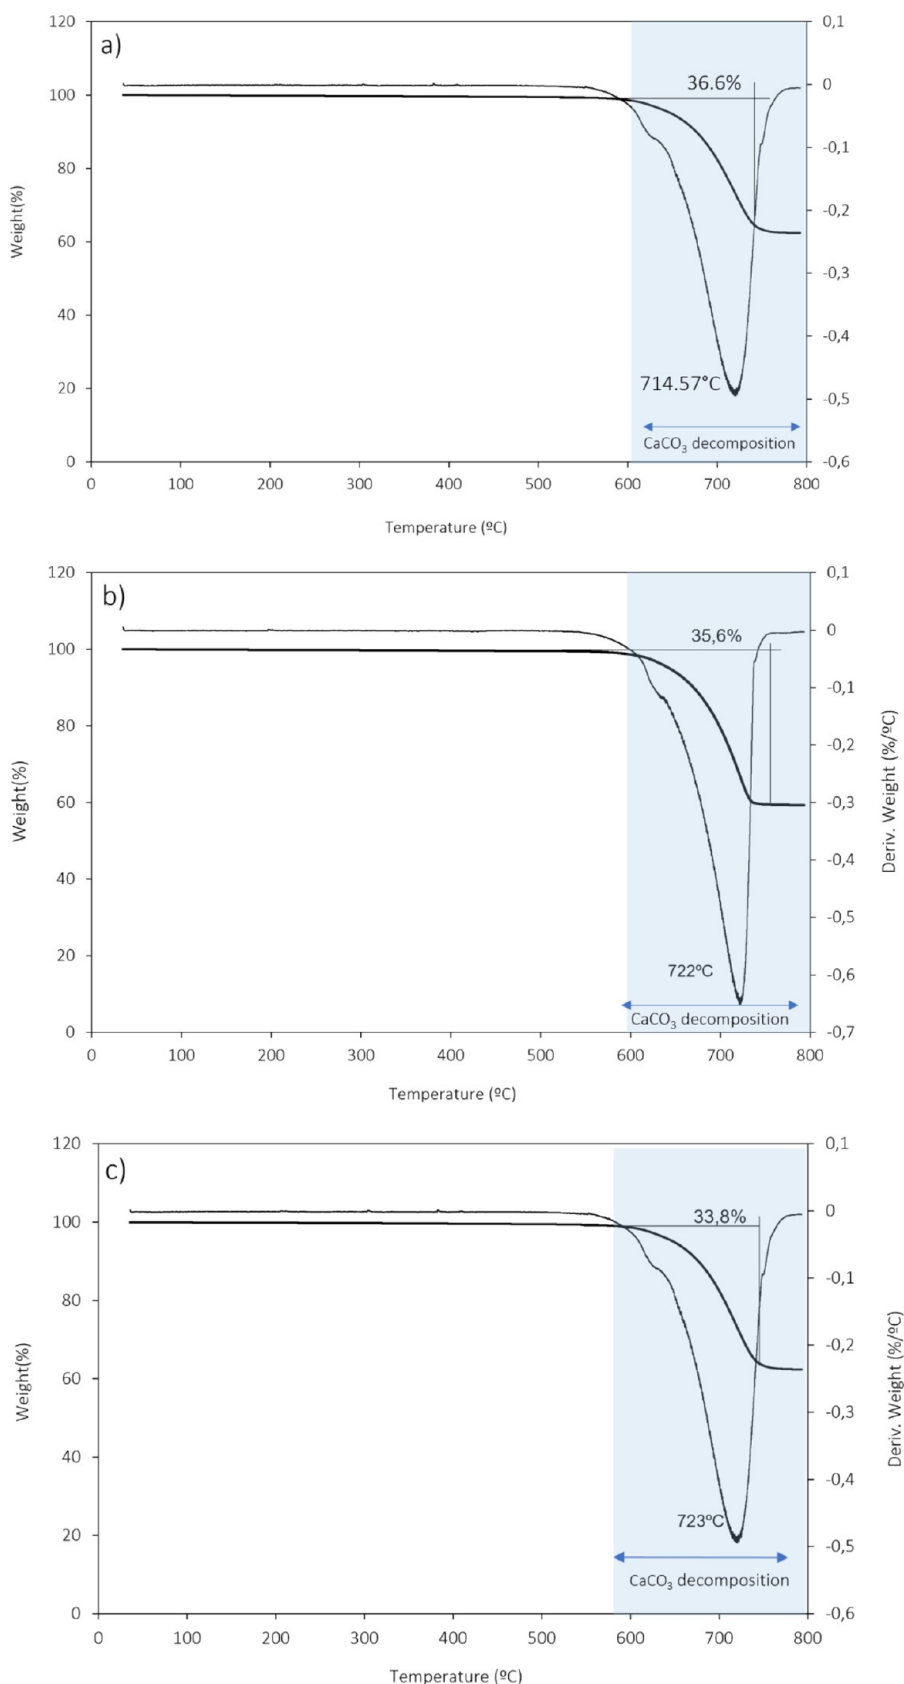 a)
120
100
80
60
40
20
0
Weight(%)
0 100 200 300 400 500 600 700 800
Temperature (ºC)
0,1
0
-0,1
-0,2
-0,3
-0,4
-0,5
-0,6
36.6%
714.57°C
CaCO₃ decomposition
b)
120
100
80
60
40
20
0
Weight(%)
0 100 200 300 400 500 600 700 800
Temperature (ºC)
0,1
0
-0,1
-0,2
-0,3
-0,4
-0,5
-0,6
-0,7
Deriv. Weight (%/ºC)
35,6%
722ºC
CaCO₃ decomposition
c)
120
100
80
60
40
20
0
Weight(%)
0 100 200 300 400 500 600 700 800
Temperature (ºC)
0,1
0
-0,1
-0,2
-0,3
-0,4
-0,5
-0,6
Deriv. Weight (%/ºC)
33,8%
723ºC
CaCO₃ decomposition